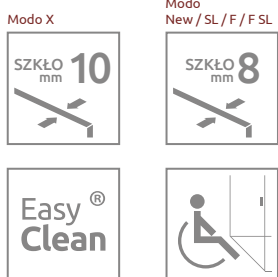 Modo X
Modo
New / SL / F / F SL
SZKŁO 10
mm
SZKŁO 8
mm
Easy ®
Clean